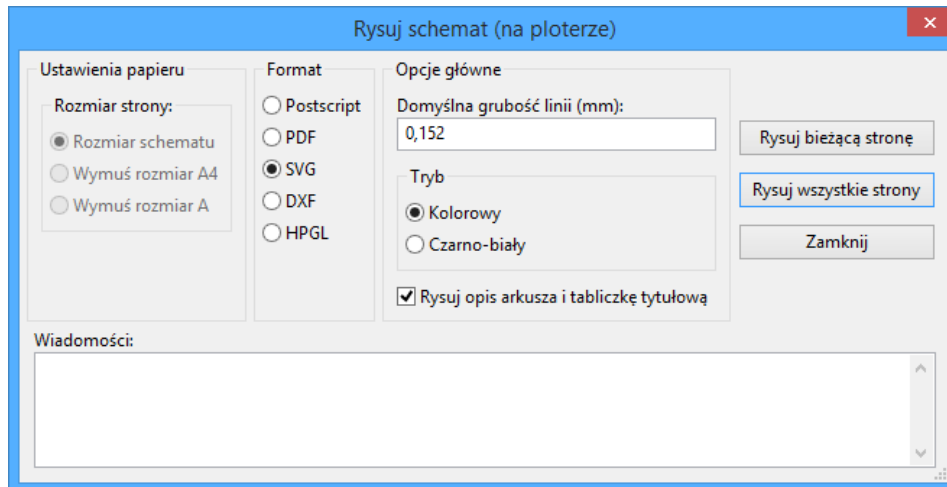 Rysuj schemat (na ploterze)
Ustawienia papieru
Rozmiar strony:
Rozmiar schematu
Wymuś rozmiar A4
Wymuś rozmiar A
Format
Postscript
PDF
SVG
DXF
HPGL
Opcje główne
Domyślna grubość linii (mm):
0,152
Tryb
Kolorowy
Czarno-biały
Rysuj opis arkusza i tabliczkę tytułową
Rysuj bieżącą stronę
Rysuj wszystkie strony
Zamknij
Wiadomości: